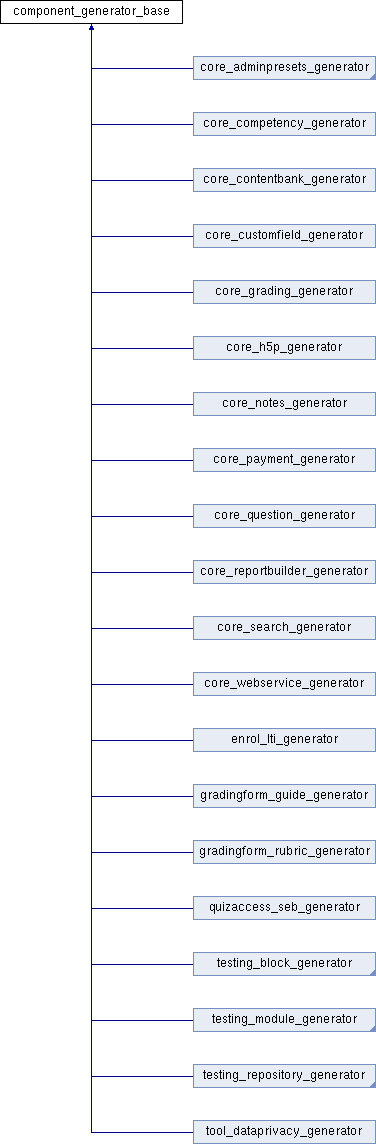 component_generator_base
core_adminpresets_generator
core_competency_generator
core_contentbank_generator
core_customfield_generator
core_grading_generator
core_h5p_generator
core_notes_generator
core_payment_generator
core_question_generator
core_reportbuilder_generator
core_search_generator
core_webservice_generator
enrol_lti_generator
gradingform_guide_generator
gradingform_rubric_generator
quizaccess_seb_generator
testing_block_generator
testing_module_generator
testing_repository_generator
tool_dataprivacy_generator